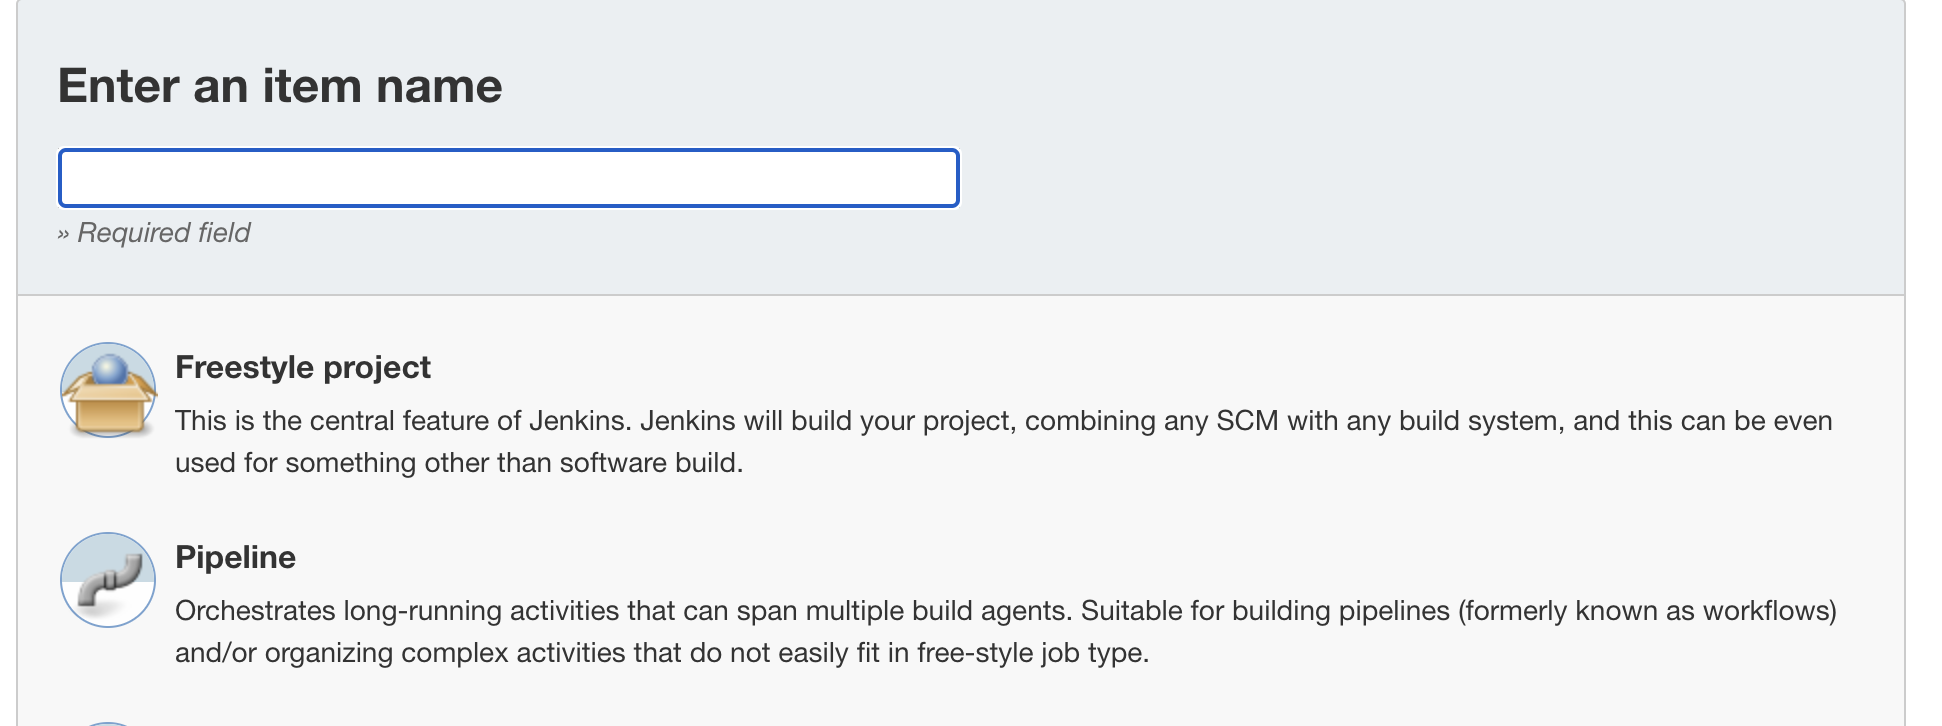 Enter an item name
» Required field
Freestyle project
This is the central feature of Jenkins. Jenkins will build your project, combining any SCM with any build system, and this can be even
used for something other than software build.
Pipeline
Orchestrates long-running activities that can span multiple build agents. Suitable for building pipelines (formerly known as workflows)
and/or organizing complex activities that do not easily fit in free-style job type.